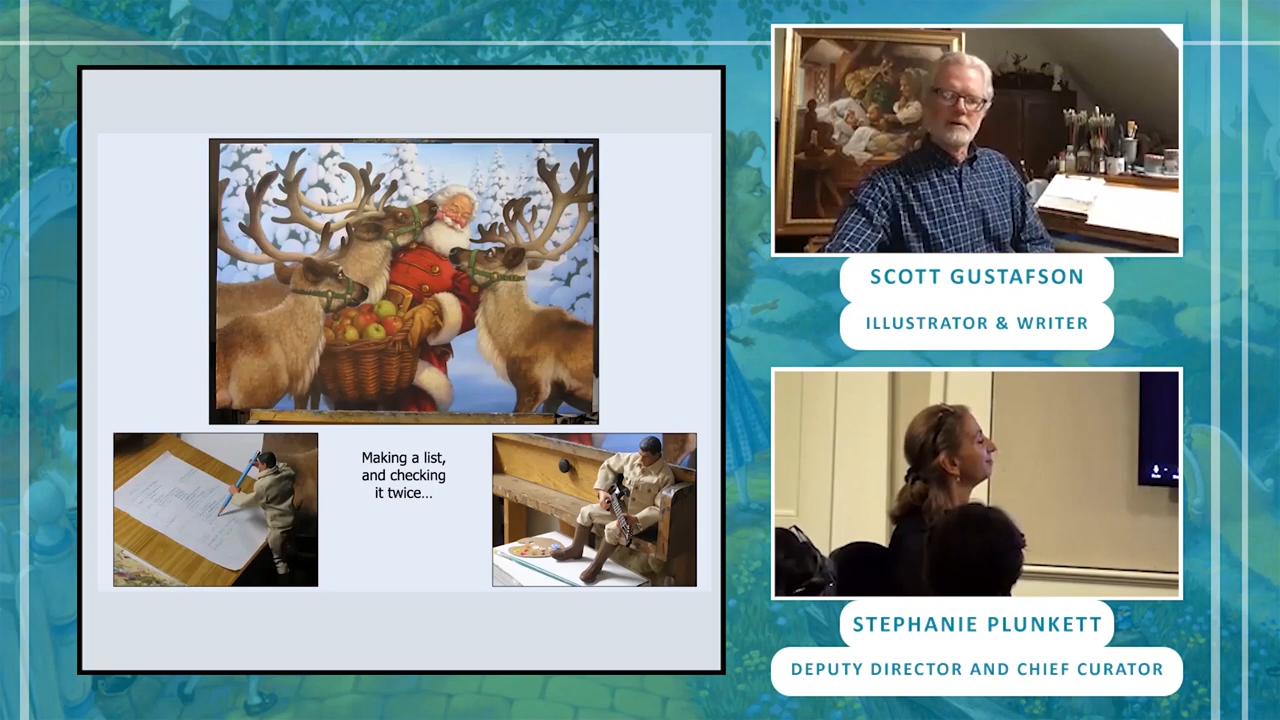 Making a list,
and checking
it twice...
SCOTT GUSTAFSON
ILLUSTRATOR & WRITER
STEPHANIE PLUNKETT
DEPUTY DIRECTOR AND CHIEF CURATOR